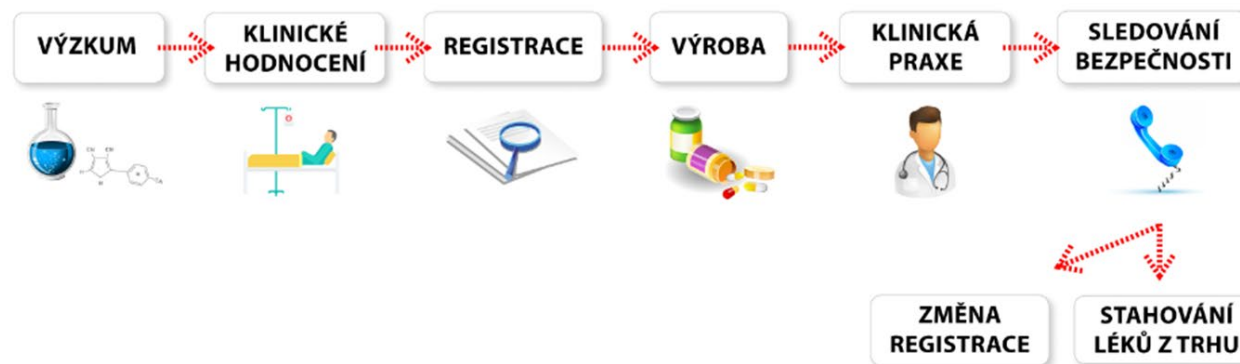 VÝZKUM
KLINICKÉ
HODNOCENÍ
REGISTRACE
VÝROBA
KLINICKÁ
PRAXE
SLEDOVÁNÍ
BEZPEČNOSTI
ZMĚNA
REGISTRACE
STAHOVÁNÍ
LÉKŮ Z TRHU